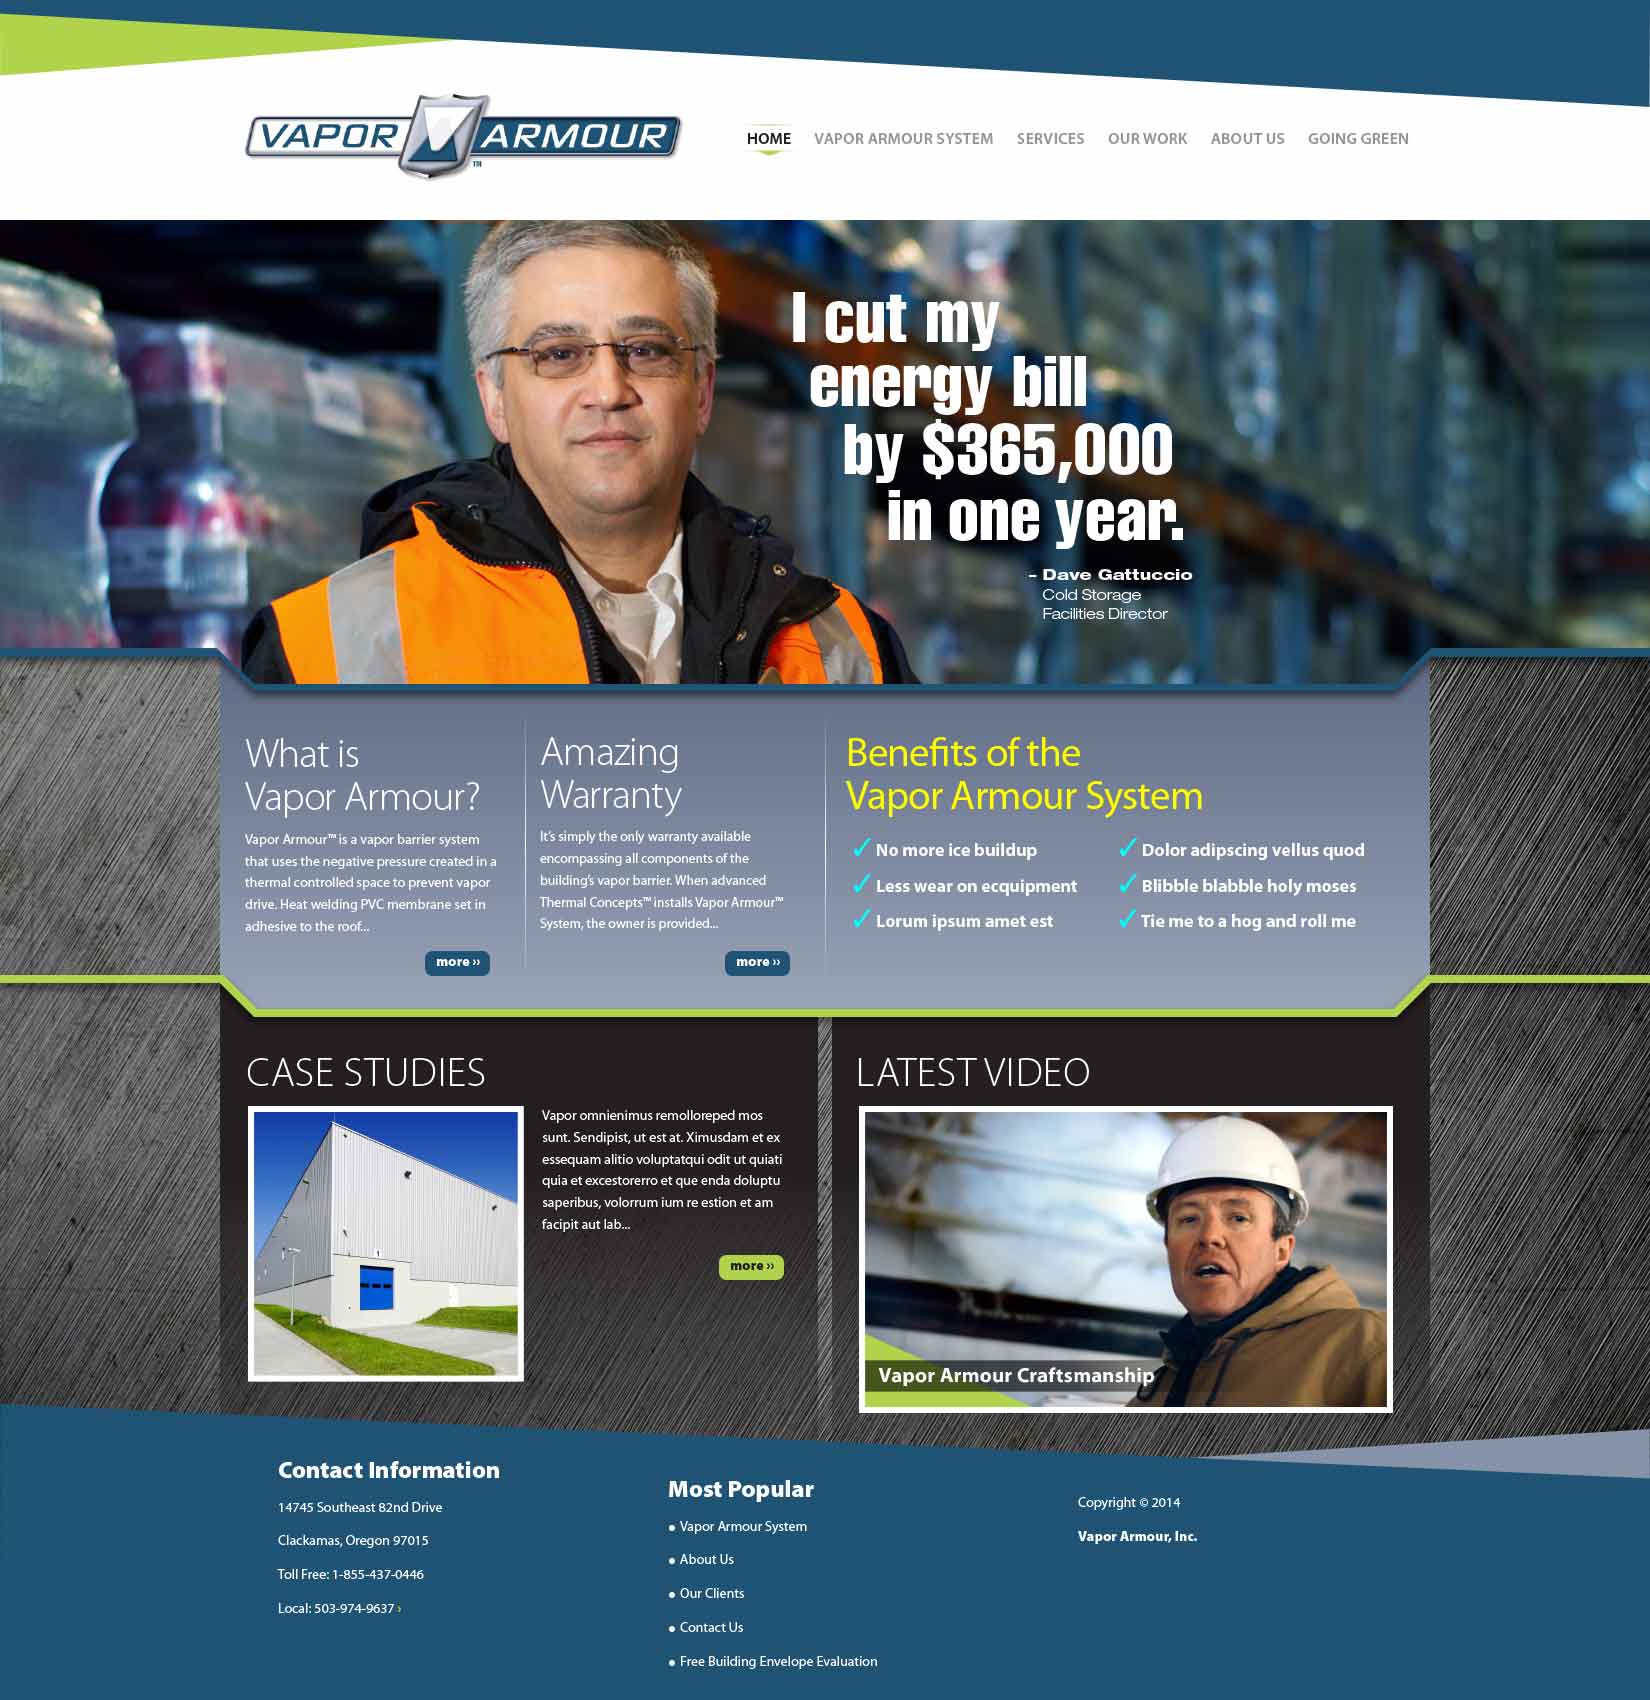 VAPOR ARMOUR
TM
HOME VAPOR ARMOUR SYSTEM SERVICES OUR WORK ABOUT US GOING GREEN
I cut my
energy bill
by $365,000
in one year.
– Dave Gattuccio
Cold Storage
Facilities Director
What is
Vapor Armour?
Vapor Armour™ is a vapor barrier system
that uses the negative pressure created in a
thermal controlled space to prevent vapor
drive. Heat welding PVC membrane set in
adhesive to the roof...
more ››
Amazing
Warranty
It's simply the only warranty available
encompassing all components of the
building's vapor barrier. When advanced
Thermal Concepts™ installs Vapor Armour™
System, the owner is provided...
more ››
Benefits of the
Vapor Armour System
✓ No more ice buildup
✓ Less wear on ecquipment
✓ Lorum ipsum amet est
✓ Dolor adipscing vellus quod
✓ Blibble blabble holy moses
✓ Tie me to a hog and roll me
CASE STUDIES
1
Vapor omnienimus remolloreped mos
sunt. Sendipist, ut est at. Ximusdam et ex
essequam alitio voluptatqui odit ut quiati
quia et excestorerro et que enda doluptu
saperibus, volorrum ium re estion et am
facipit aut lab...
more ››
LATEST VIDEO
Vapor Armour Craftsmanship
Contact Information
14745 Southeast 82nd Drive
Clackamas, Oregon 97015
Toll Free: 1-855-437-0446
Local: 503-974-9637 ›
Most Popular
• Vapor Armour System
• About Us
• Our Clients
• Contact Us
• Free Building Envelope Evaluation
Copyright © 2014
Vapor Armour, Inc.